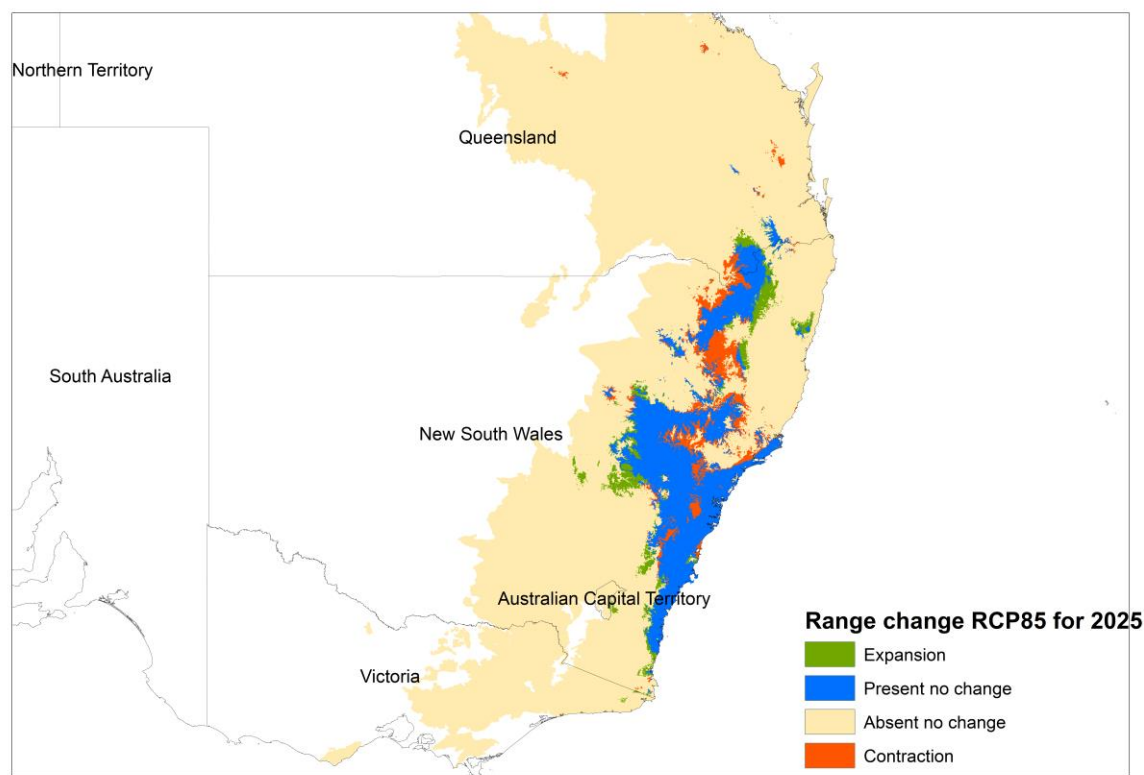 Northern Territory
Queensland
South Australia
New South Wales
Australian Capital Territory
Victoria
Range change RCP85 for 2025
Expansion
Present no change
Absent no change
Contraction